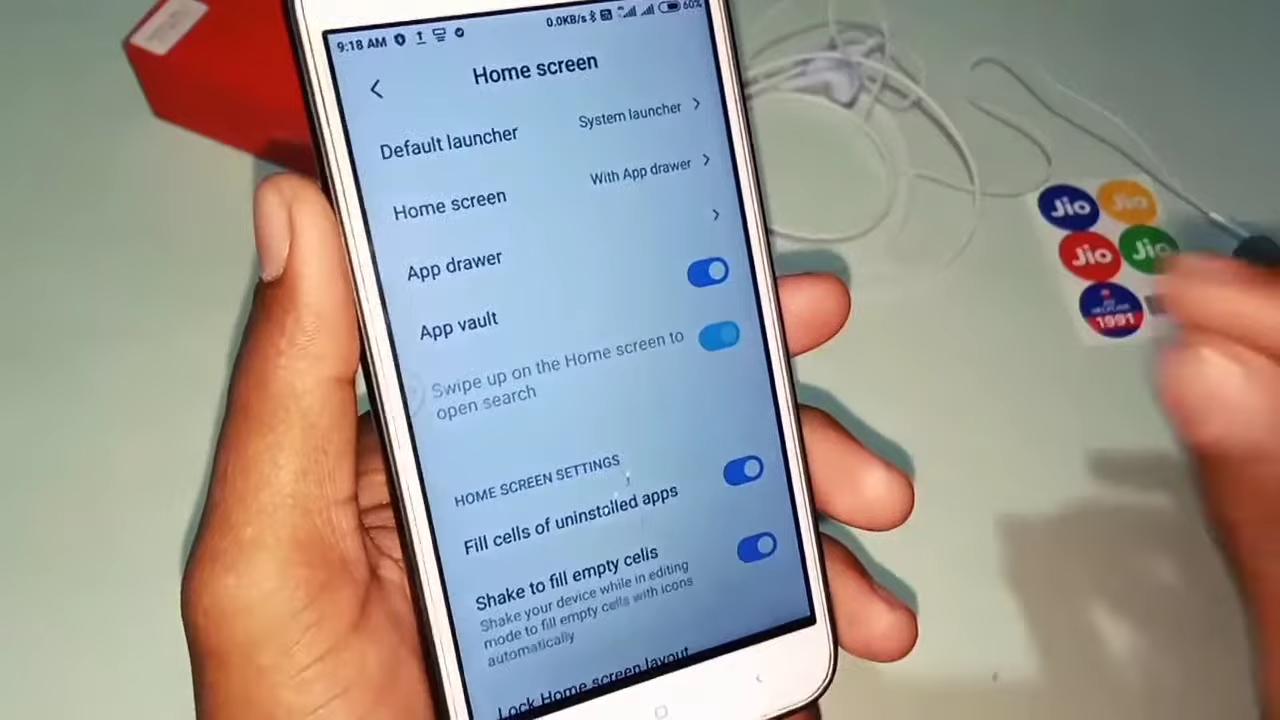 9:18 AM
0.0KB/s
60%
Home screen
Default launcher
System launcher
Home screen
With App drawer
App drawer
App vault
Swipe up on the Home screen to
open search
HOME SCREEN SETTINGS
Fill cells of uninstalled apps
Shake to fill empty cells
Shake your device while in editing
mode to fill empty cells with icons
automatically
Lock Home screen layout
Jio
Jio
Jio
Jio
1991